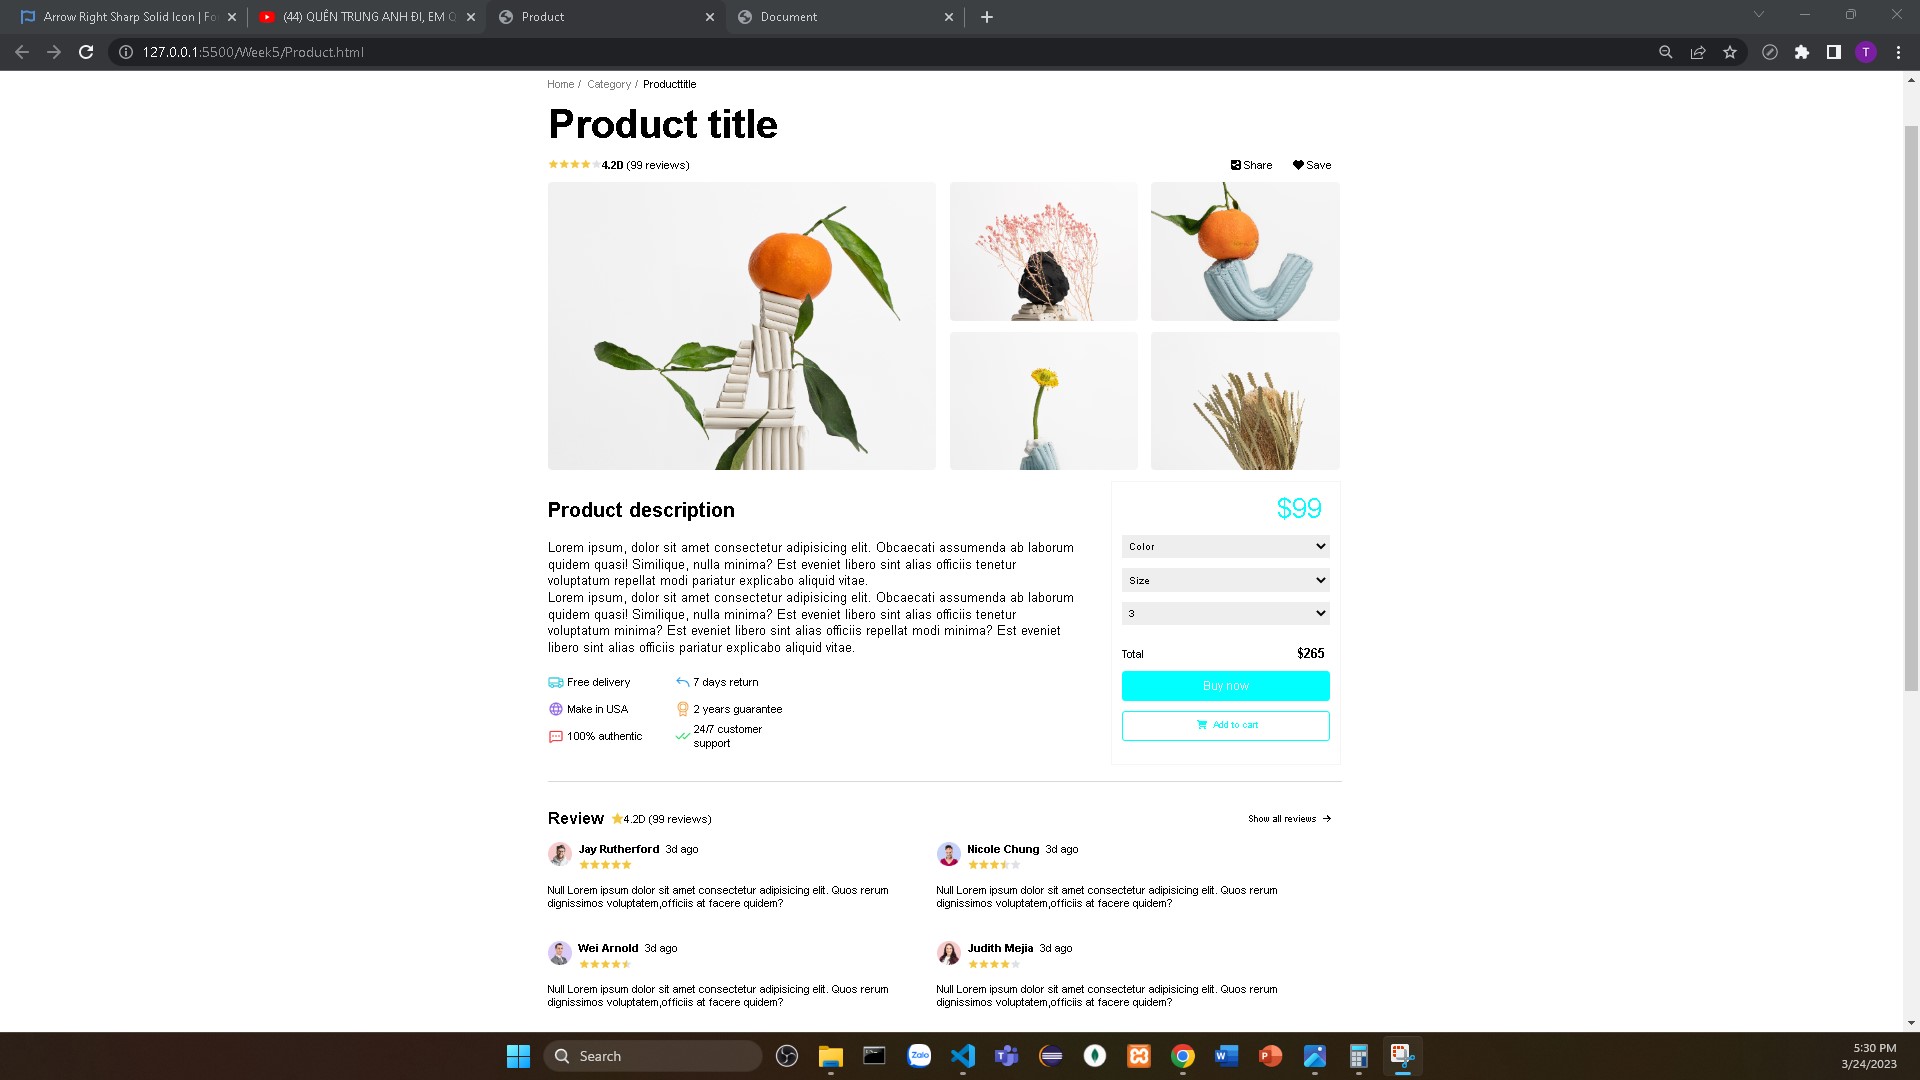 Arrow Right Sharp Solid Icon | Fo
(44) QUÊN TRUNG ANH ĐI, EM Q
Product
Document
127.0.0.1:5500/Week5/Product.html
T
Home / Category / Producttitle
Product title
4.2D (99 reviews)
Share
Save
Product description
Lorem ipsum, dolor sit amet consectetur adipisicing elit. Obcaecati assumenda ab laborum
quidem quasi! Similique, nulla minima? Est eveniet libero sint alias officiis tenetur
voluptatum repellat modi pariatur explicabo aliquid vitae.
Lorem ipsum, dolor sit amet consectetur adipisicing elit. Obcaecati assumenda ab laborum
quidem quasi! Similique, nulla minima? Est eveniet libero sint alias officiis tenetur
voluptatum minima? Est eveniet libero sint alias officiis repellat modi minima? Est eveniet
libero sint alias officiis pariatur explicabo aliquid vitae.
Free delivery
7 days return
Make in USA
2 years guarantee
100% authentic
24/7 customer
support
$99
Color
Size
3
Total $265
Buy now
Add to cart
Review 4.2D (99 reviews)
Show all reviews
Jay Rutherford 3d ago
Null Lorem ipsum dolor sit amet consectetur adipisicing elit. Quos rerum
dignissimos voluptatem,officiis at facere quidem?
Nicole Chung 3d ago
Null Lorem ipsum dolor sit amet consectetur adipisicing elit. Quos rerum
dignissimos voluptatem,officiis at facere quidem?
Wei Arnold 3d ago
Null Lorem ipsum dolor sit amet consectetur adipisicing elit. Quos rerum
dignissimos voluptatem,officiis at facere quidem?
Judith Mejia 3d ago
Null Lorem ipsum dolor sit amet consectetur adipisicing elit. Quos rerum
dignissimos voluptatem,officiis at facere quidem?
Search
Zalo
5:30 PM
3/24/2023